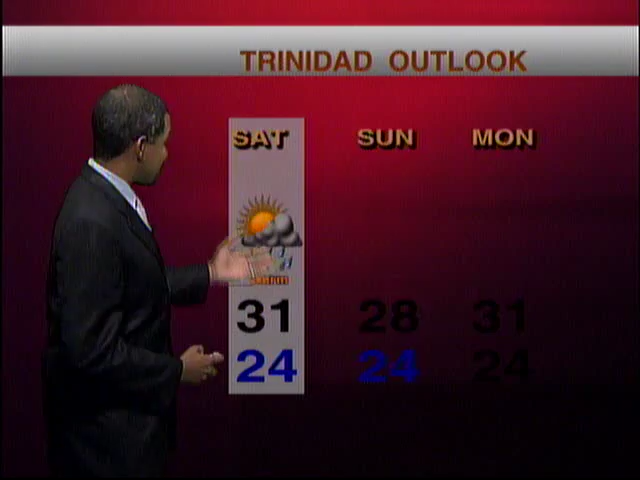 TRINIDAD OUTLOOK
SAT SUN MON
31 28 31
24 24 24